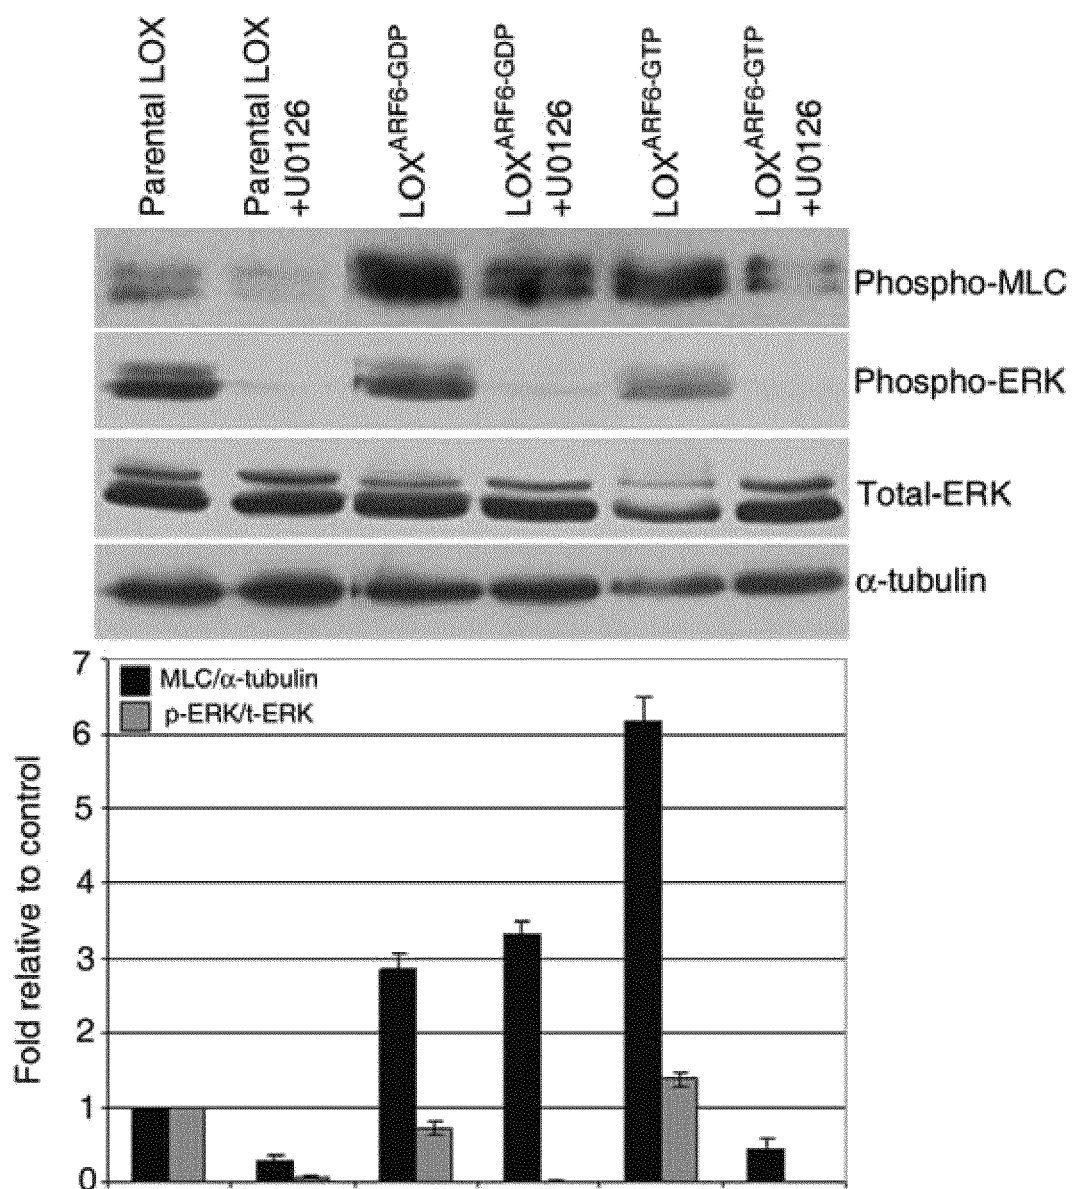 Parental LOX
Parental LOX
+U0126
LOXARF6-GDP
LOXARF6-GDP
+U0126
LOXARF6-GTP
LOXARF6-GTP
+U0126
Phospho-MLC
Phospho-ERK
Total-ERK
α-tubulin
MLC/α-tubulin
p-ERK/t-ERK
Fold relative to control
7
6
5
4
3
2
1
0